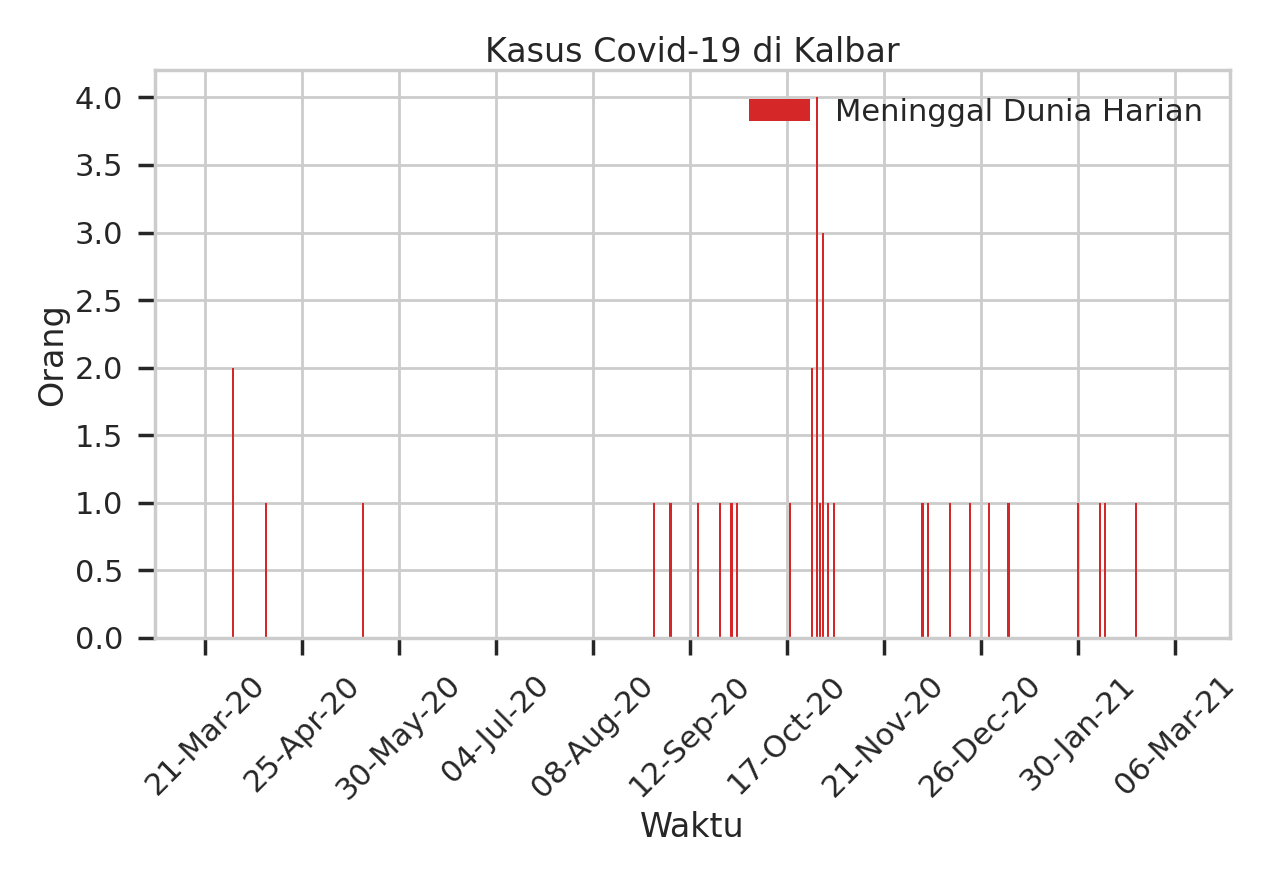 Kasus Covid-19 di Kalbar
Meninggal Dunia Harian
Orang
4.0
3.5
3.0
2.5
2.0
1.5
1.0
0.5
0.0
21-Mar-20
25-Apr-20
30-May-20
04-Jul-20
08-Aug-20
12-Sep-20
17-Oct-20
21-Nov-20
26-Dec-20
30-Jan-21
06-Mar-21
Waktu